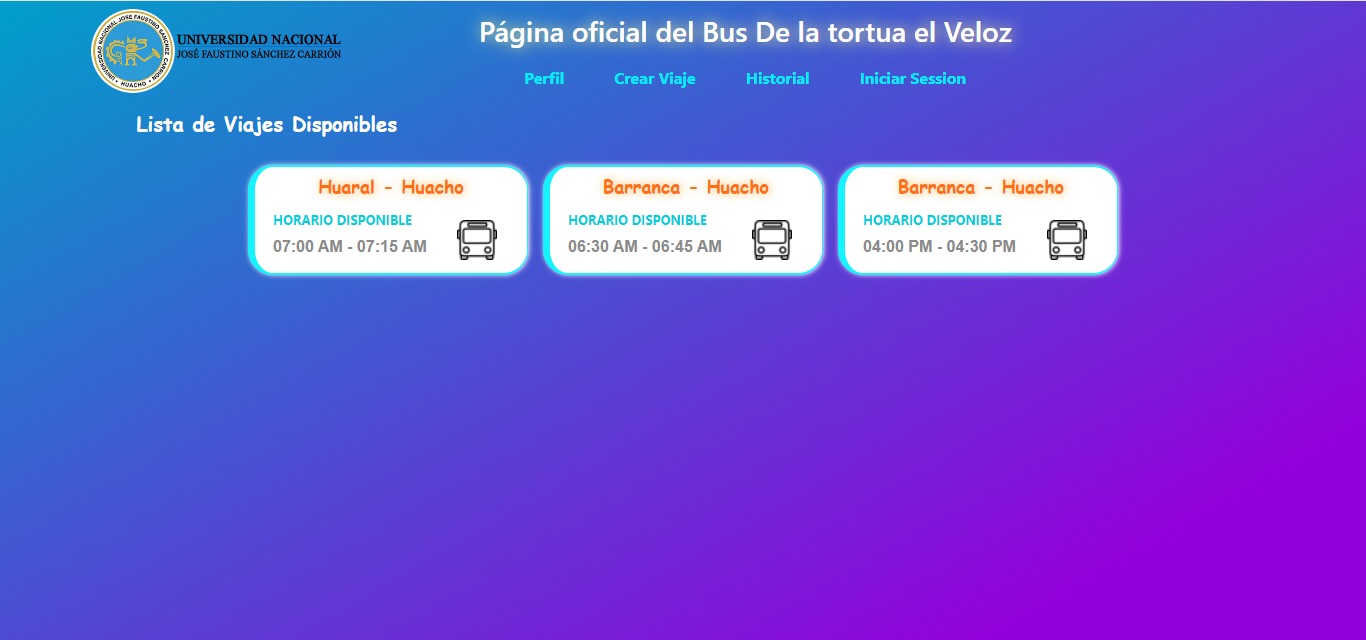 UNIVERSIDAD NACIONAL JOSÉ FAUSTINO SÁNCHEZ CARRIÓN
• HUACHO •
UNIVERSIDAD NACIONAL
JOSÉ FAUSTINO SÁNCHEZ CARRIÓN
Página oficial del Bus De la tortua el Veloz
Perfil Crear Viaje Historial Iniciar Session
Lista de Viajes Disponibles
Huaral - Huacho
HORARIO DISPONIBLE
07:00 AM - 07:15 AM
Barranca - Huacho
HORARIO DISPONIBLE
06:30 AM - 06:45 AM
Barranca - Huacho
HORARIO DISPONIBLE
04:00 PM - 04:30 PM